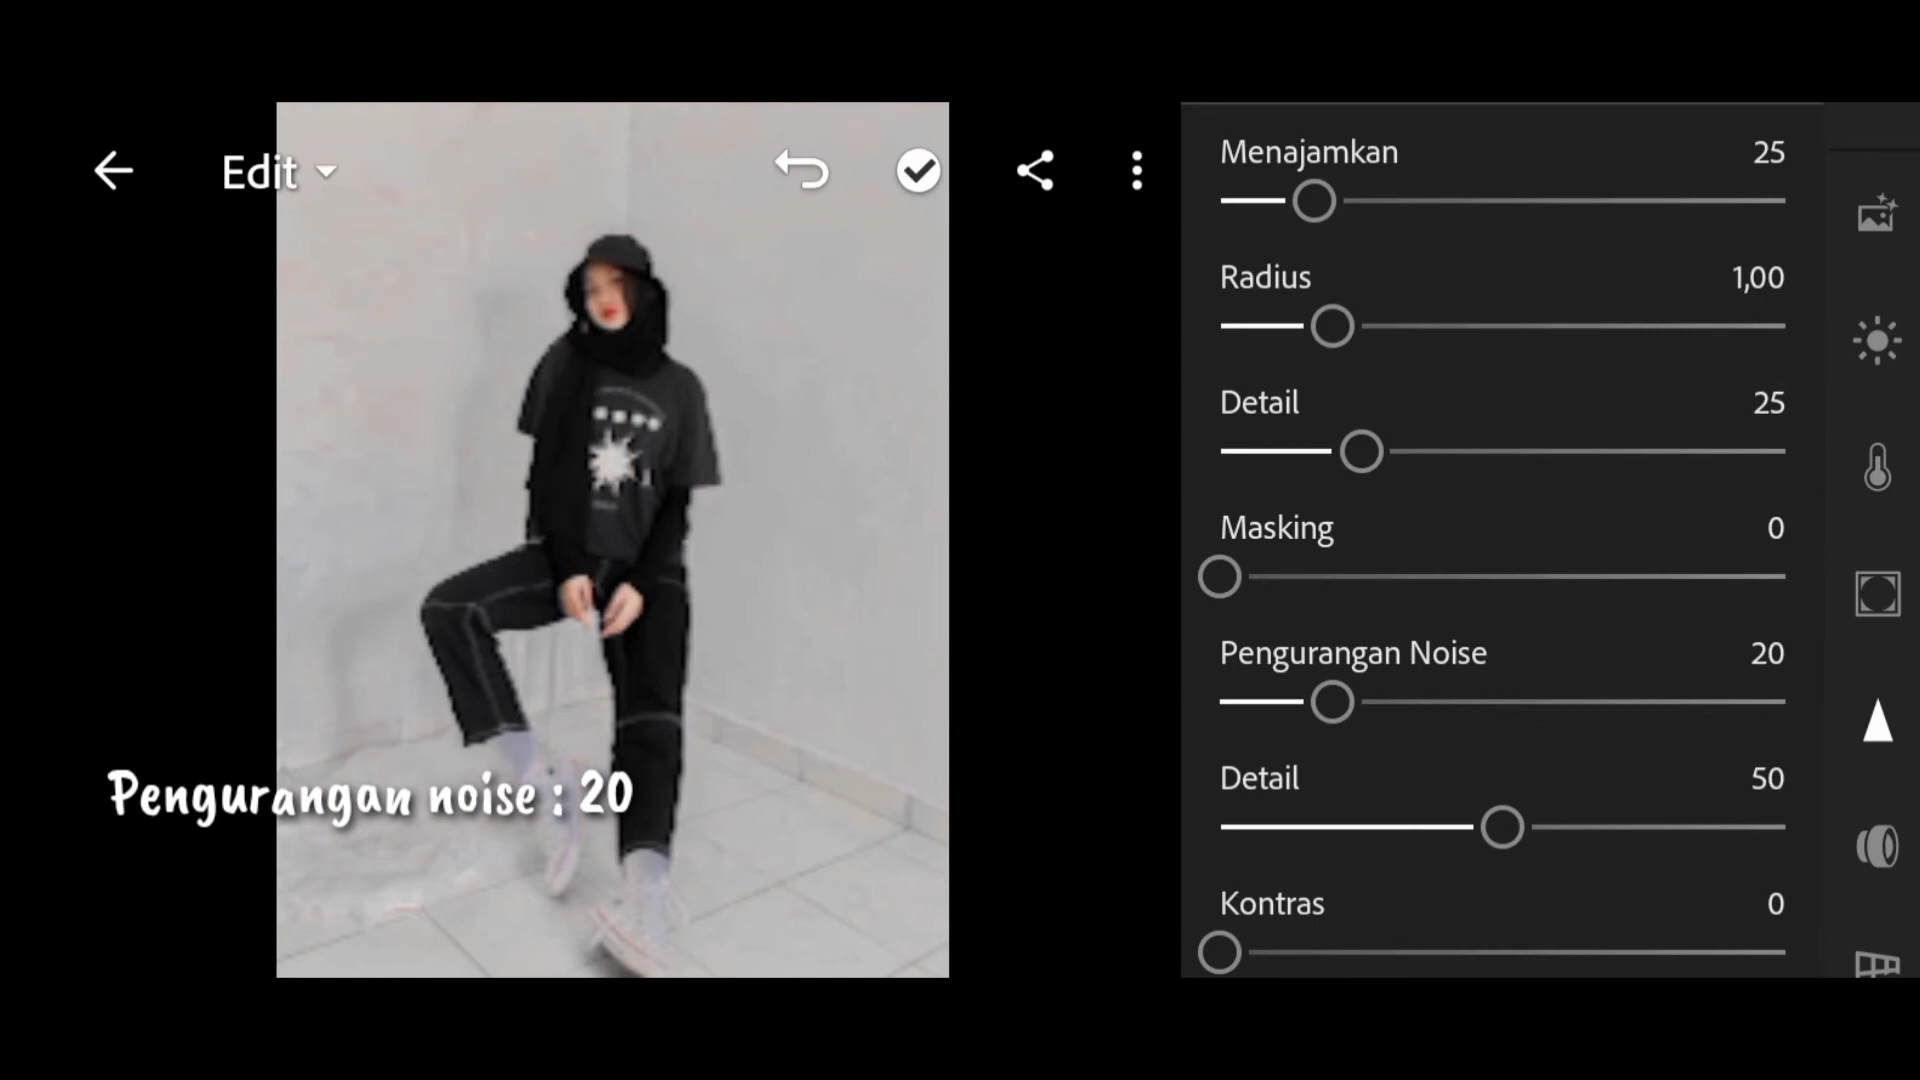 Edit
Menajamkan 25
Radius 1,00
Detail 25
Masking 0
Pengurangan Noise 20
Detail 50
Kontras 0
Pengurangan noise : 20